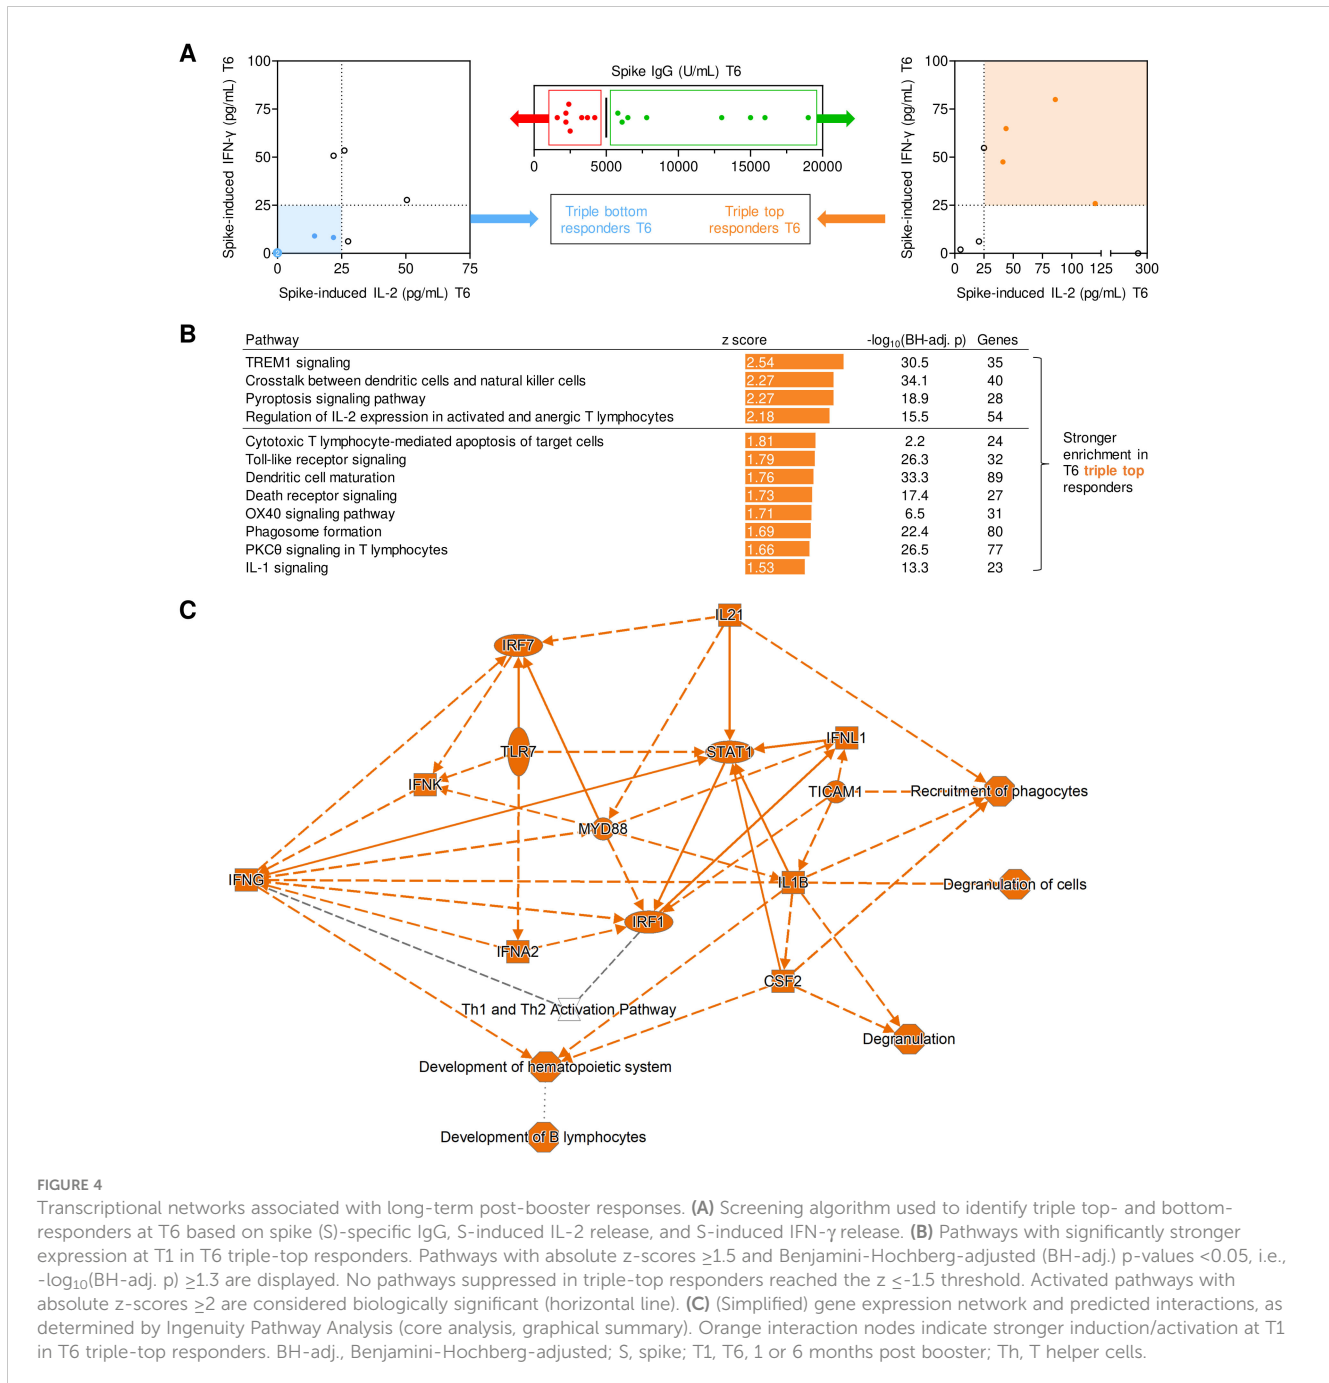 A
Spike-induced IFN-γ (pg/mL) T6
100
75
50
25
0
0 25 50 75
Spike-induced IL-2 (pg/mL) T6
Spike IgG (U/mL) T6
0 5000 10000 15000 20000
Triple bottom
responders T6
Triple top
responders T6
Spike-induced IFN-γ (pg/mL) T6
100
75
50
25
0
0 25 50 75 100 125 300
Spike-induced IL-2 (pg/mL) T6
B
Pathway z score -log10(BH-adj. p) Genes
TREM1 signaling 2.54 30.5 35
Crosstalk between dendritic cells and natural killer cells 2.27 34.1 40
Pyroptosis signaling pathway 2.27 18.9 28
Regulation of IL-2 expression in activated and anergic T lymphocytes 2.18 15.5 54
Cytotoxic T lymphocyte-mediated apoptosis of target cells 1.81 2.2 24
Toll-like receptor signaling 1.79 26.3 32
Dendritic cell maturation 1.76 33.3 89
Death receptor signaling 1.73 17.4 27
OX40 signaling pathway 1.71 6.5 31
Phagosome formation 1.69 22.4 80
PKCθ signaling in T lymphocytes 1.66 26.5 77
IL-1 signaling 1.53 13.3 23
Stronger
enrichment in
T6 triple top
responders
C
IL21
IRF7
IFNL1
TLR7
STAT1
IFNK
TICAM1
Recruitment of phagocytes
MYD88
IFNG
IL1B
Degranulation of cells
IRF1
IFNA2
CSF2
Th1 and Th2 Activation Pathway
Degranulation
Development of hematopoietic system
Development of B lymphocytes
FIGURE 4
Transcriptional networks associated with long-term post-booster responses. (A) Screening algorithm used to identify triple top- and bottom-
responders at T6 based on spike (S)-specific IgG, S-induced IL-2 release, and S-induced IFN-γ release. (B) Pathways with significantly stronger
expression at T1 in T6 triple-top responders. Pathways with absolute z-scores ≥1.5 and Benjamini-Hochberg-adjusted (BH-adj.) p-values <0.05, i.e.,
-log10(BH-adj. p) ≥1.3 are displayed. No pathways suppressed in triple-top responders reached the z ≤-1.5 threshold. Activated pathways with
absolute z-scores ≥2 are considered biologically significant (horizontal line). (C) (Simplified) gene expression network and predicted interactions, as
determined by Ingenuity Pathway Analysis (core analysis, graphical summary). Orange interaction nodes indicate stronger induction/activation at T1
in T6 triple-top responders. BH-adj., Benjamini-Hochberg-adjusted; S, spike; T1, T6, 1 or 6 months post booster; Th, T helper cells.